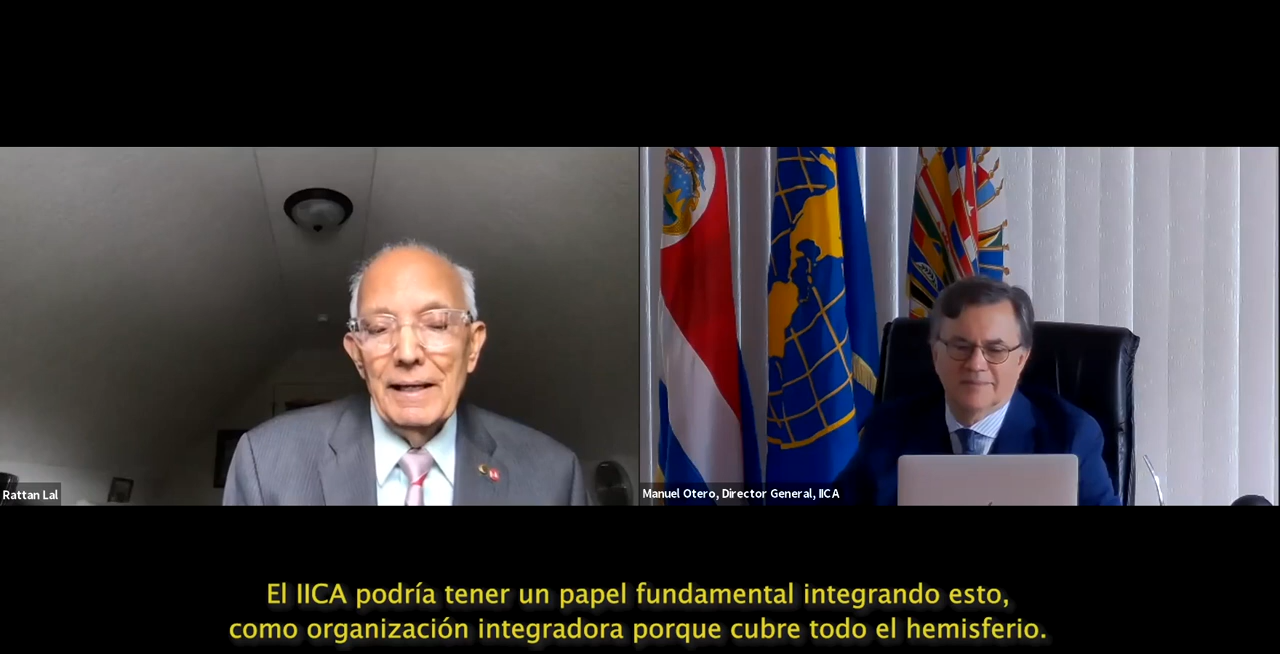 Rattan Lal
Manuel Otero, Director General, IICA
El IICA podría tener un papel fundamental integrando esto,
como organización integradora porque cubre todo el hemisferio.